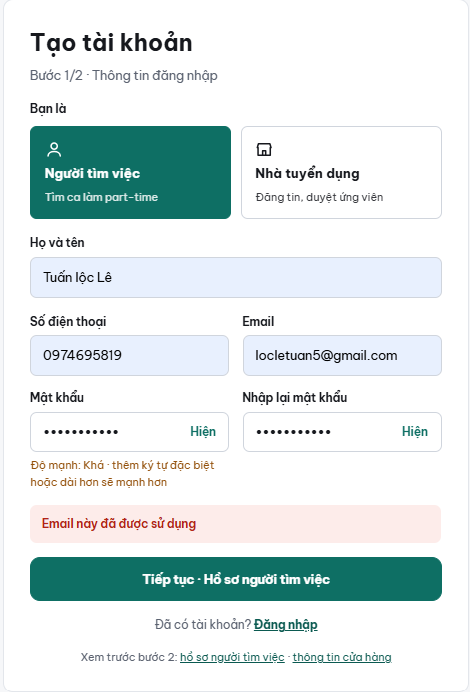 Tạo tài khoản
Bước 1/2 · Thông tin đăng nhập
Bạn là
Người tìm việc
Tìm ca làm part-time
Nhà tuyển dụng
Đăng tin, duyệt ứng viên
Họ và tên
Tuấn lộc Lê
Số điện thoại
0974695819
Email
locletuan5@gmail.com
Mật khẩu
••••••••••• Hiện
Nhập lại mật khẩu
••••••••••• Hiện
Độ mạnh: Khá · thêm ký tự đặc biệt
hoặc dài hơn sẽ mạnh hơn
Email này đã được sử dụng
Tiếp tục · Hồ sơ người tìm việc
Đã có tài khoản? Đăng nhập
Xem trước bước 2: hồ sơ người tìm việc · thông tin cửa hàng